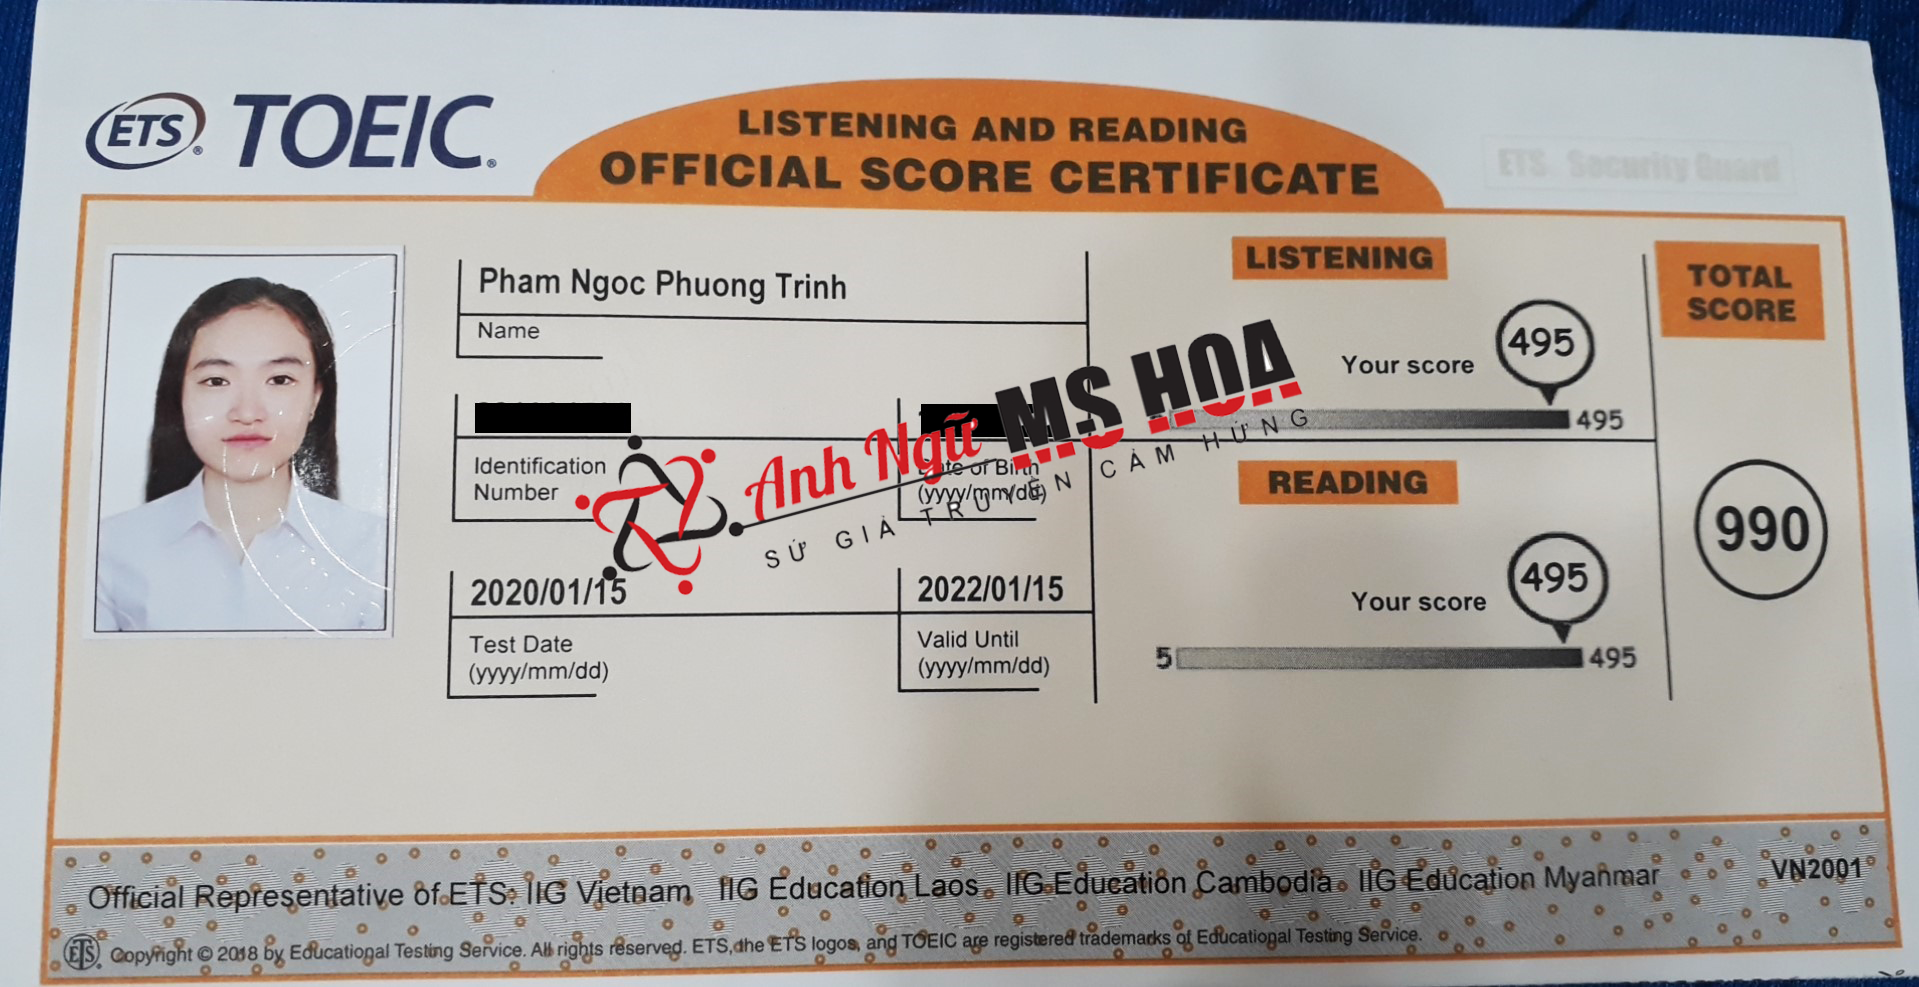 ETS® TOEIC®
LISTENING AND READING
OFFICIAL SCORE CERTIFICATE
ETS Security Guard
Pham Ngoc Phuong Trinh
Name
Identification
Number
Date of Birth
(yyyy/mm/dd)
2020/01/15
Test Date
(yyyy/mm/dd)
2022/01/15
Valid Until
(yyyy/mm/dd)
LISTENING
Your score
495
495
READING
Your score
495
5
495
TOTAL
SCORE
990
Anh Ngữ MS HOA
SỨ GIẢ TRUYỀN CẢM HỨNG
Official Representative of ETS: IIG Vietnam IIG Education Laos IIG Education Cambodia IIG Education Myanmar
VN2001
ETS® Copyright © 2018 by Educational Testing Service. All rights reserved. ETS, the ETS logos, and TOEIC are registered trademarks of Educational Testing Service.